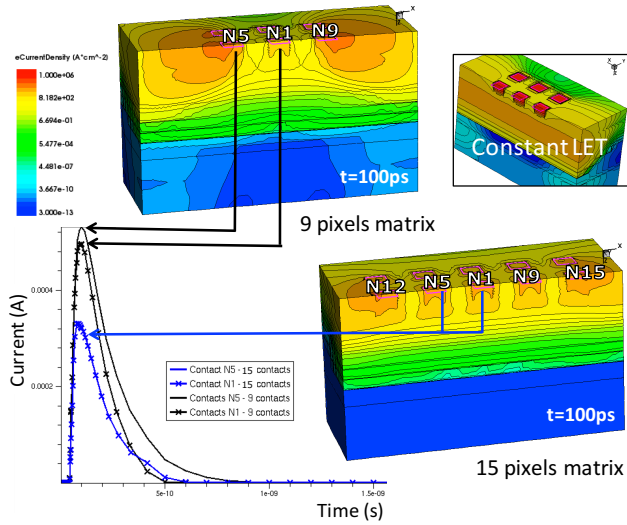 eCurrentDensity (A*cm^-2)
1.000e+06
8.182e+02
6.694e-01
5.477e-04
4.481e-07
3.667e-10
3.000e-13
N5 N1 N9
X
t=100ps
X Y
Constant LET
9 pixels matrix
N12 N5 N1 N9 N15
X
t=100ps
15 pixels matrix
Current (A)
0.0004
0.0002
Contact N5 - 15 contacts
Contact N1 - 15 contacts
Contacts N5 - 9 contacts
Contacts N1 - 9 contacts
5e-10 1e-09 1.5e-09
Time (s)